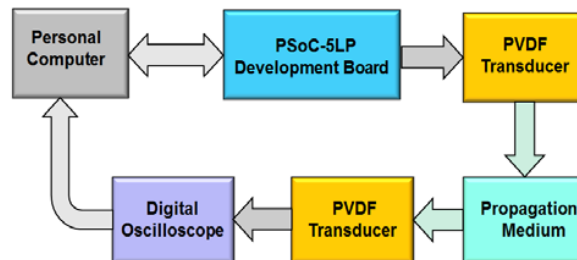 Personal
Computer
PSoC-5LP
Development Board
PVDF
Transducer
Digital
Oscilloscope
PVDF
Transducer
Propagation
Medium